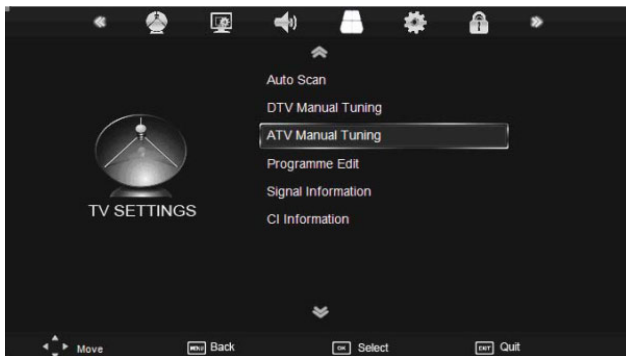 Auto Scan
DTV Manual Tuning
ATV Manual Tuning
Programme Edit
Signal Information
TV SETTINGS
CI Information
Move MENU Back OK Select EXIT Quit